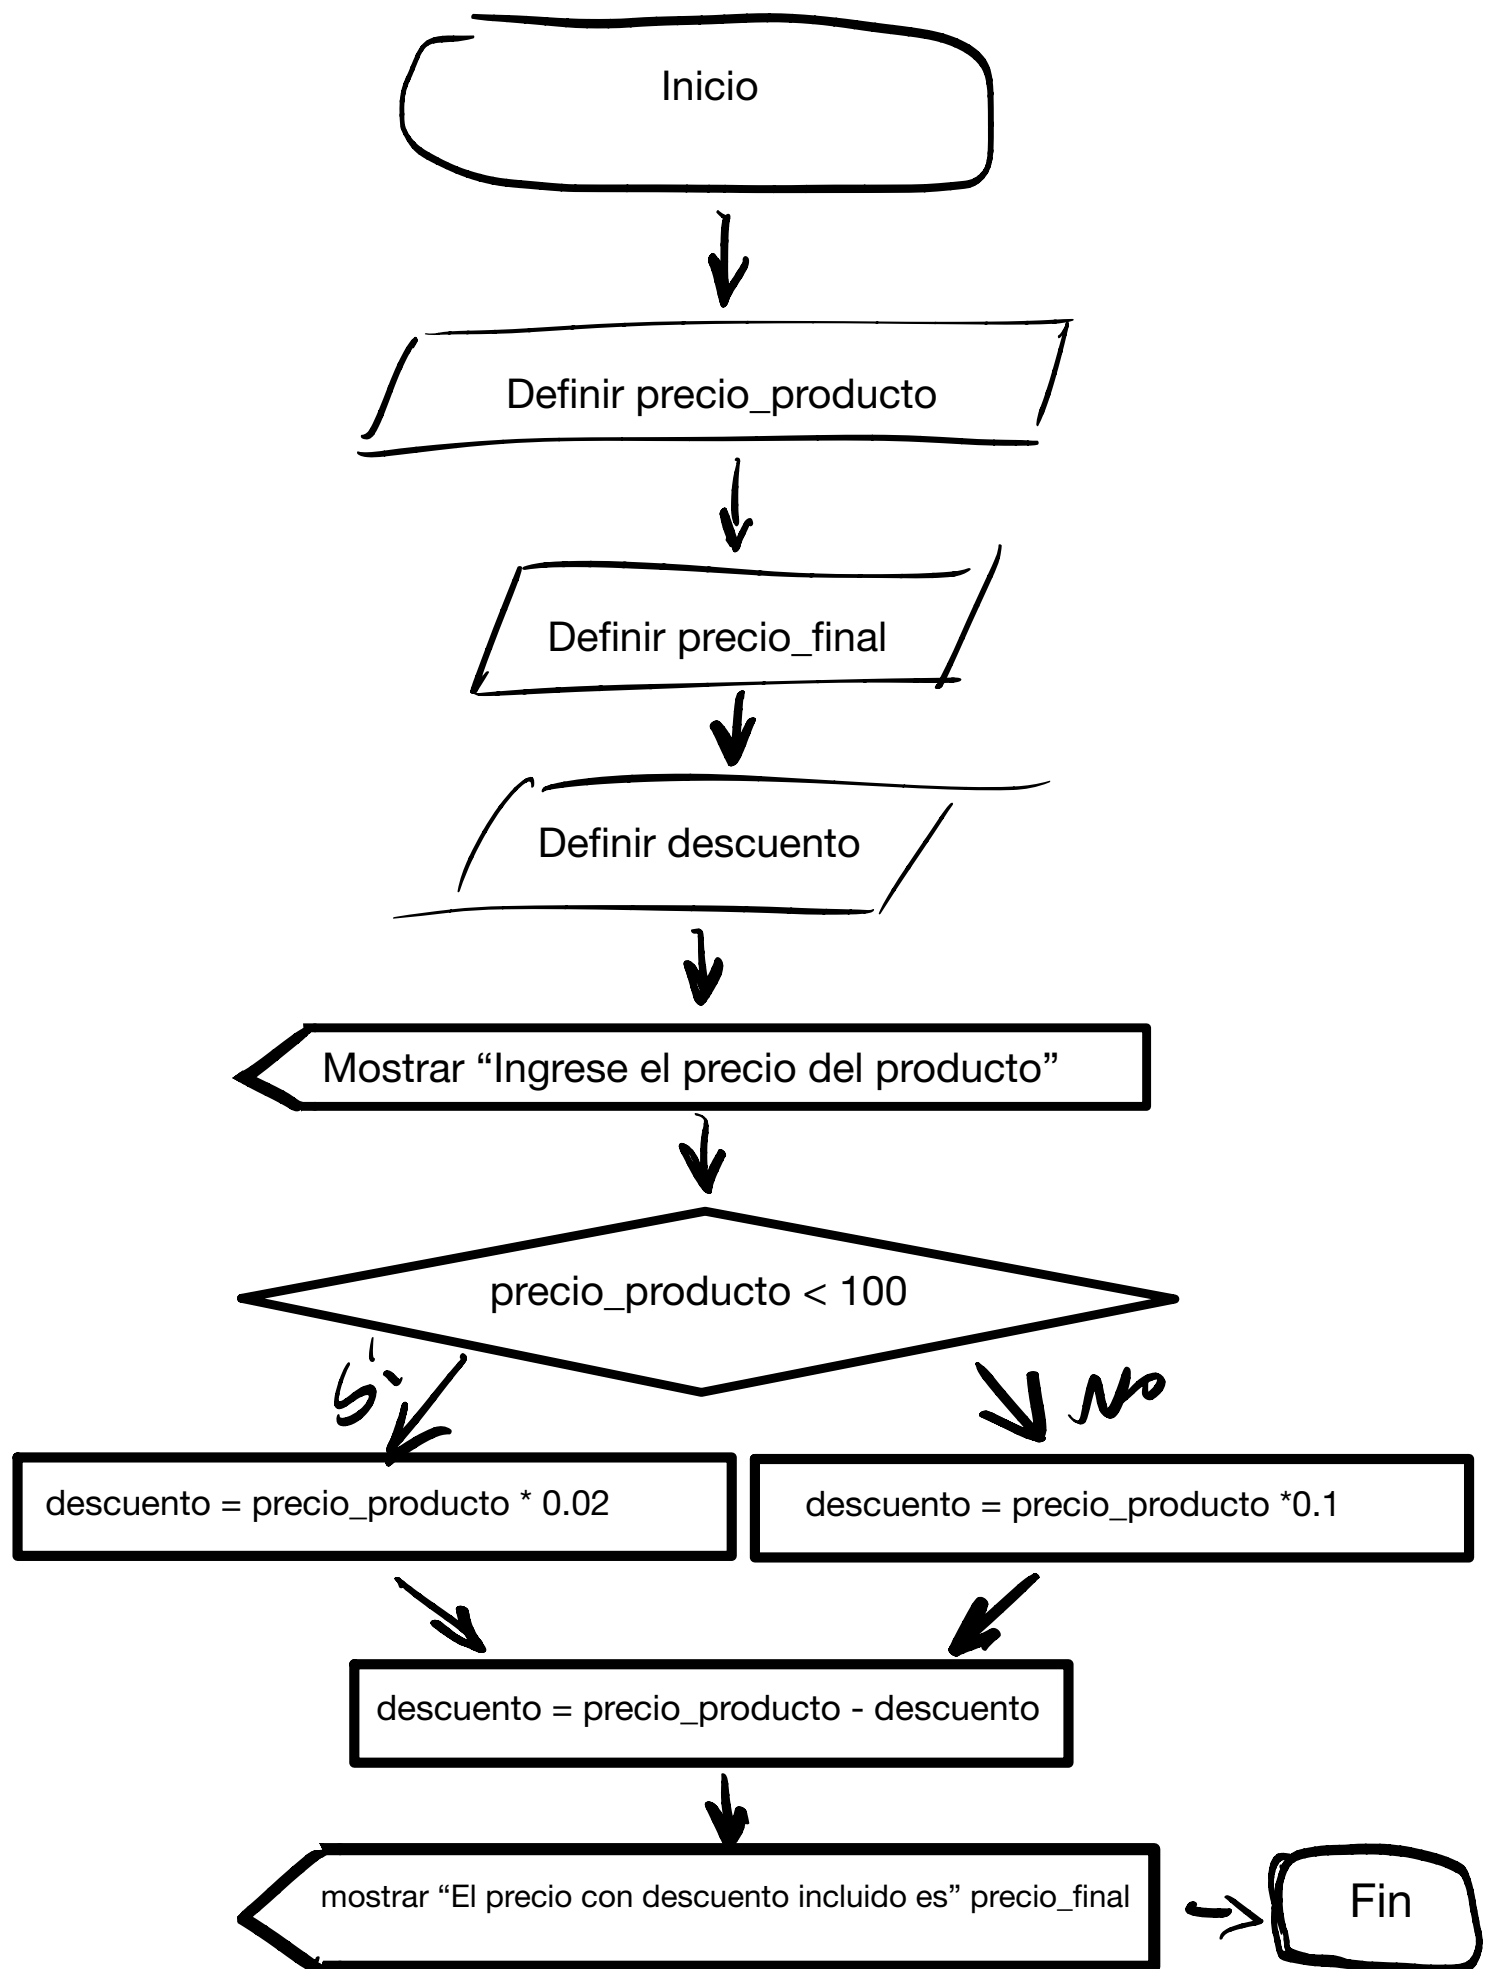 Inicio
Definir precio_producto
Definir precio_final
Definir descuento
Mostrar “Ingrese el precio del producto”
precio_producto < 100
Sí
No
descuento = precio_producto * 0.02
descuento = precio_producto *0.1
descuento = precio_producto - descuento
mostrar “El precio con descuento incluido es” precio_final
Fin